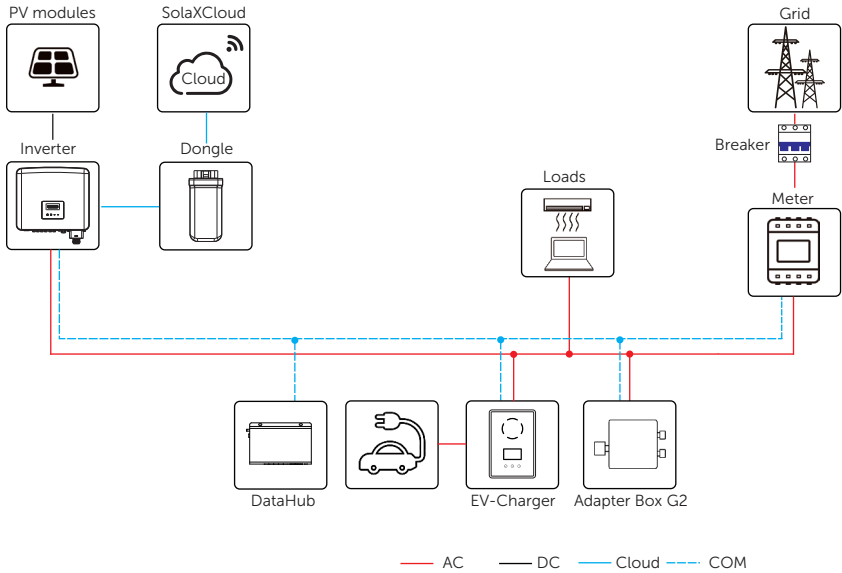 PV modules
SolaXCloud
Grid
Cloud
Breaker
Inverter
Dongle
Loads
Meter
DataHub
EV-Charger
Adapter Box G2
AC
DC
Cloud
COM